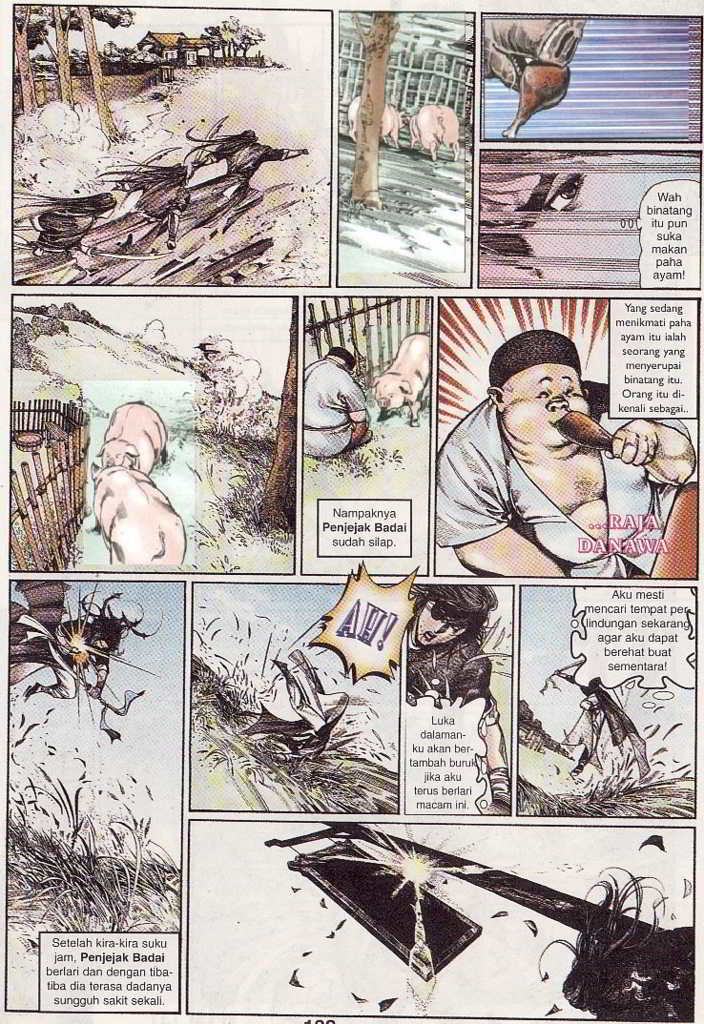 Wah
binatang
itu pun
suka
makan
paha
ayam!
Yang sedang
menikmati paha
ayam itu ialah
seorang yang
menyerupai
binatang itu.
Orang itu di-
kenali sebagai..
Nampaknya
Penjejak Badai
sudah silap.
...RAJA
DANAWA
AH!
Luka
dalaman-
ku akan ber-
tambah buruk
jika aku
terus berlari
macam ini.
Aku mesti
mencari tempat per
lindungan sekarang
agar aku dapat
berehat buat
sementara!
Setelah kira-kira suku
jam, Penjejak Badai
berlari dan dengan tiba-
tiba dia terasa dadanya
sungguh sakit sekali.